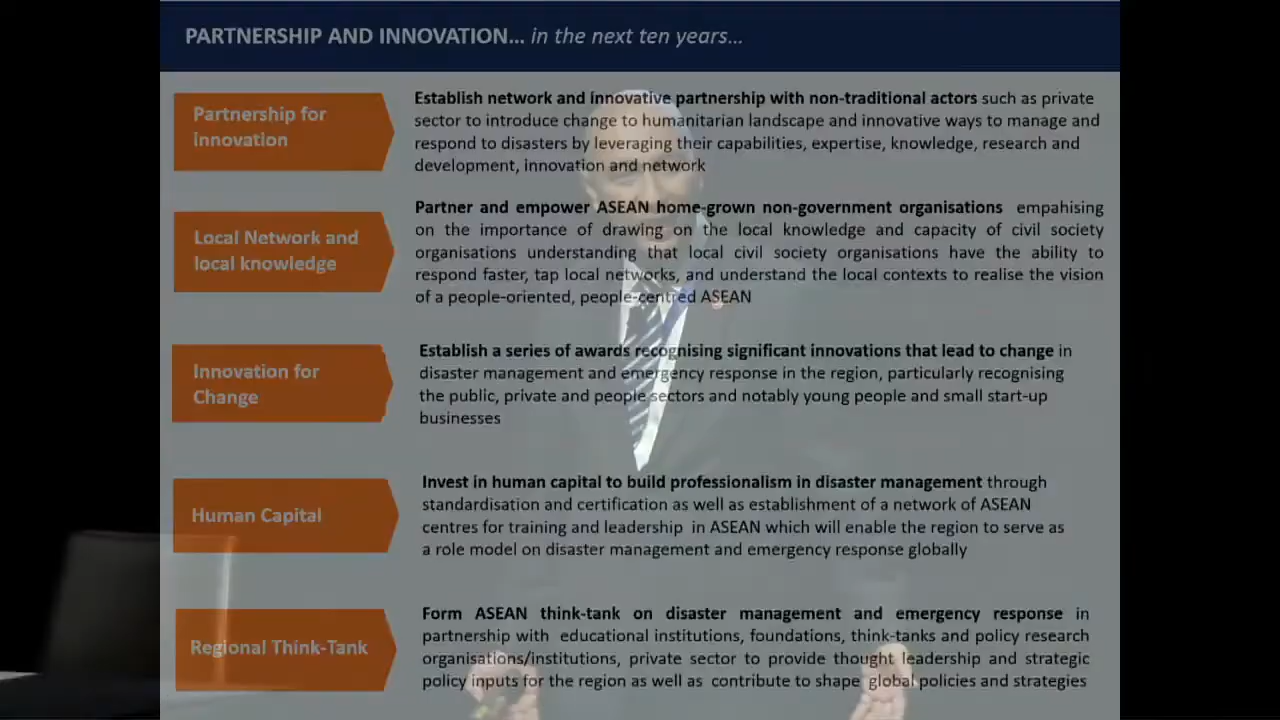 PARTNERSHIP AND INNOVATION... in the next ten years...
Partnership for
innovation
Establish network and innovative partnership with non-traditional actors such as private
sector to introduce change to humanitarian landscape and innovative ways to manage and
respond to disasters by leveraging their capabilities, expertise, knowledge, research and
development, innovation and network
Local Network and
local knowledge
Partner and empower ASEAN home-grown non-government organisations empahising
on the importance of drawing on the local knowledge and capacity of civil society
organisations understanding that local civil society organisations have the ability to
respond faster, tap local networks, and understand the local contexts to realise the vision
of a people-oriented, people-centred ASEAN
Innovation for
Change
Establish a series of awards recognising significant innovations that lead to change in
disaster management and emergency response in the region, particularly recognising
the public, private and people sectors and notably young people and small start-up
businesses
Human Capital
Invest in human capital to build professionalism in disaster management through
standardisation and certification as well as establishment of a network of ASEAN
centres for training and leadership in ASEAN which will enable the region to serve as
a role model on disaster management and emergency response globally
Regional Think-Tank
Form ASEAN think-tank on disaster management and emergency response in
partnership with educational institutions, foundations, think-tanks and policy research
organisations/institutions, private sector to provide thought leadership and strategic
policy inputs for the region as well as contribute to shape global policies and strategies